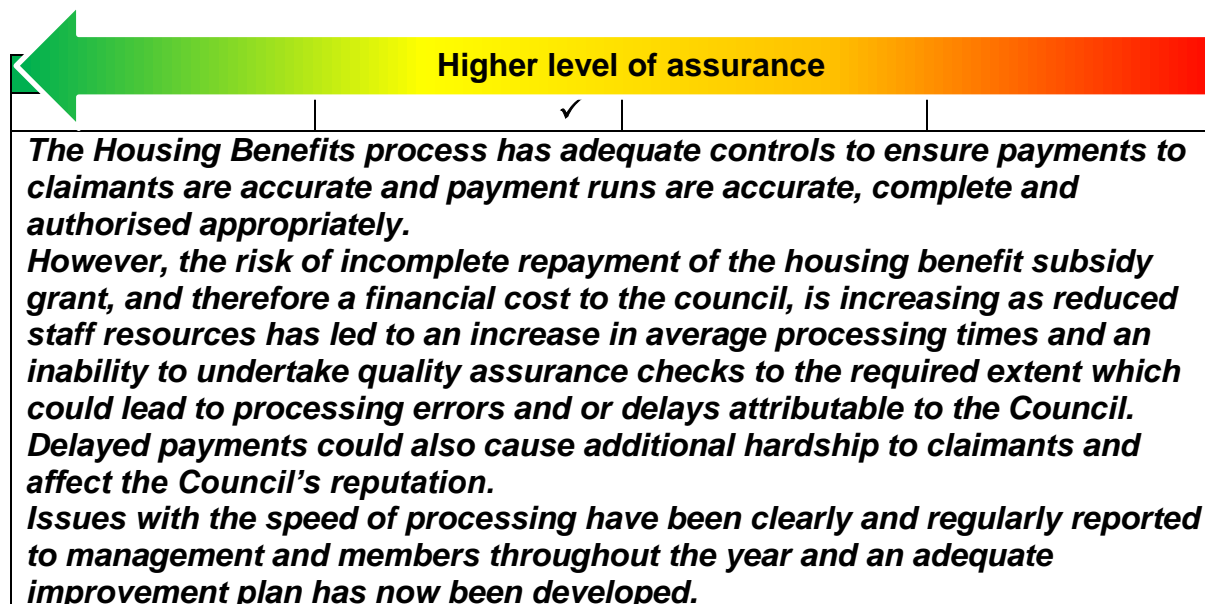 Higher level of assurance
✓
The Housing Benefits process has adequate controls to ensure payments to
claimants are accurate and payment runs are accurate, complete and
authorised appropriately.
However, the risk of incomplete repayment of the housing benefit subsidy
grant, and therefore a financial cost to the council, is increasing as reduced
staff resources has led to an increase in average processing times and an
inability to undertake quality assurance checks to the required extent which
could lead to processing errors and or delays attributable to the Council.
Delayed payments could also cause additional hardship to claimants and
affect the Council’s reputation.
Issues with the speed of processing have been clearly and regularly reported
to management and members throughout the year and an adequate
improvement plan has now been developed.